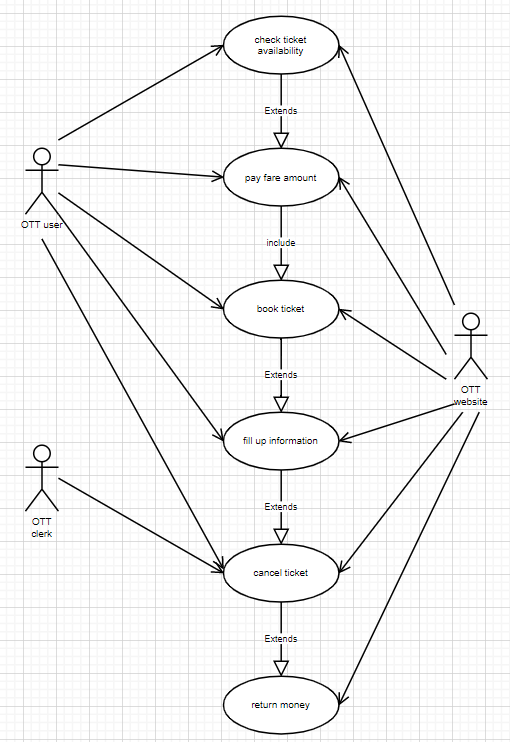 check ticket
availability
Extends
pay fare amount
OTT user
include
book ticket
Extends
OTT
website
fill up information
Extends
OTT
clerk
cancel ticket
Extends
return money